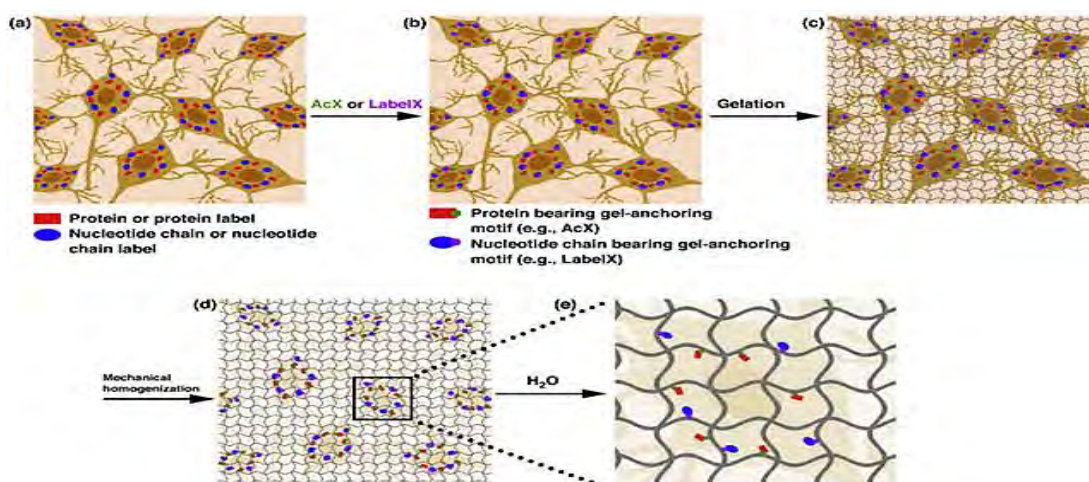 (a)
(b)
(c)
AcX or LabelX
Gelation
Protein or protein label
Nucleotide chain or nucleotide
chain label
Protein bearing gel-anchoring
motif (e.g., AcX)
Nucleotide chain bearing gel-anchoring
motif (e.g., LabelX)
(d)
(e)
Mechanical
homogenization
H₂O